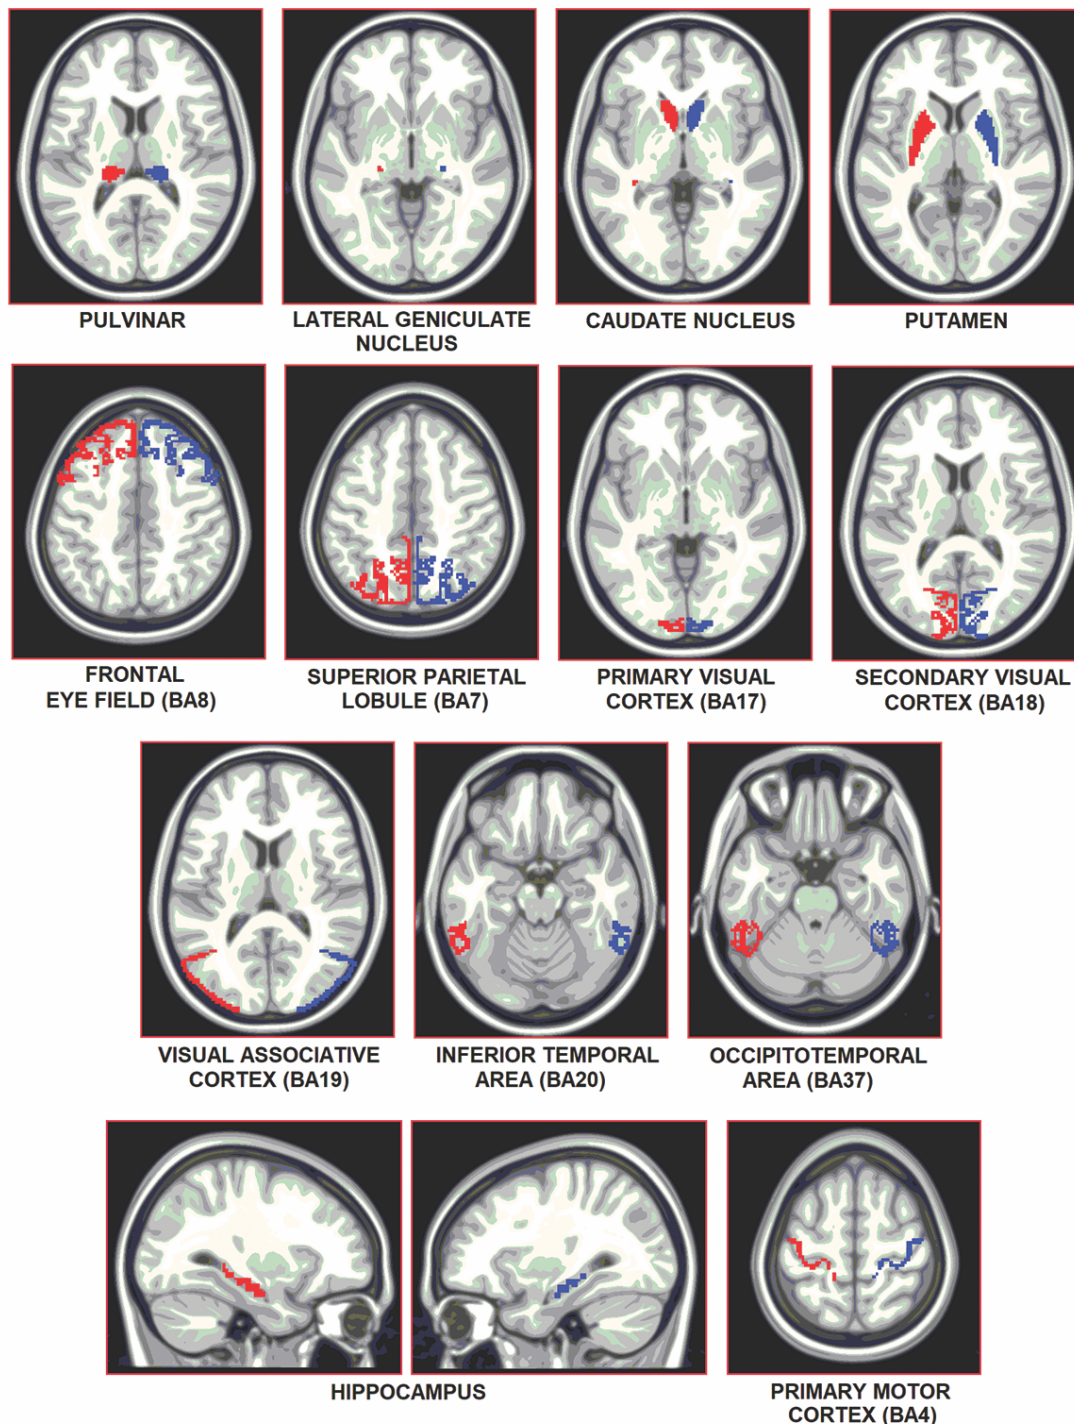 PULVINAR
LATERAL GENICULATE
NUCLEUS
CAUDATE NUCLEUS
PUTAMEN
FRONTAL
EYE FIELD (BA8)
SUPERIOR PARIETAL
LOBULE (BA7)
PRIMARY VISUAL
CORTEX (BA17)
SECONDARY VISUAL
CORTEX (BA18)
VISUAL ASSOCIATIVE
CORTEX (BA19)
INFERIOR TEMPORAL
AREA (BA20)
OCCIPITOTEMPORAL
AREA (BA37)
HIPPOCAMPUS
PRIMARY MOTOR
CORTEX (BA4)